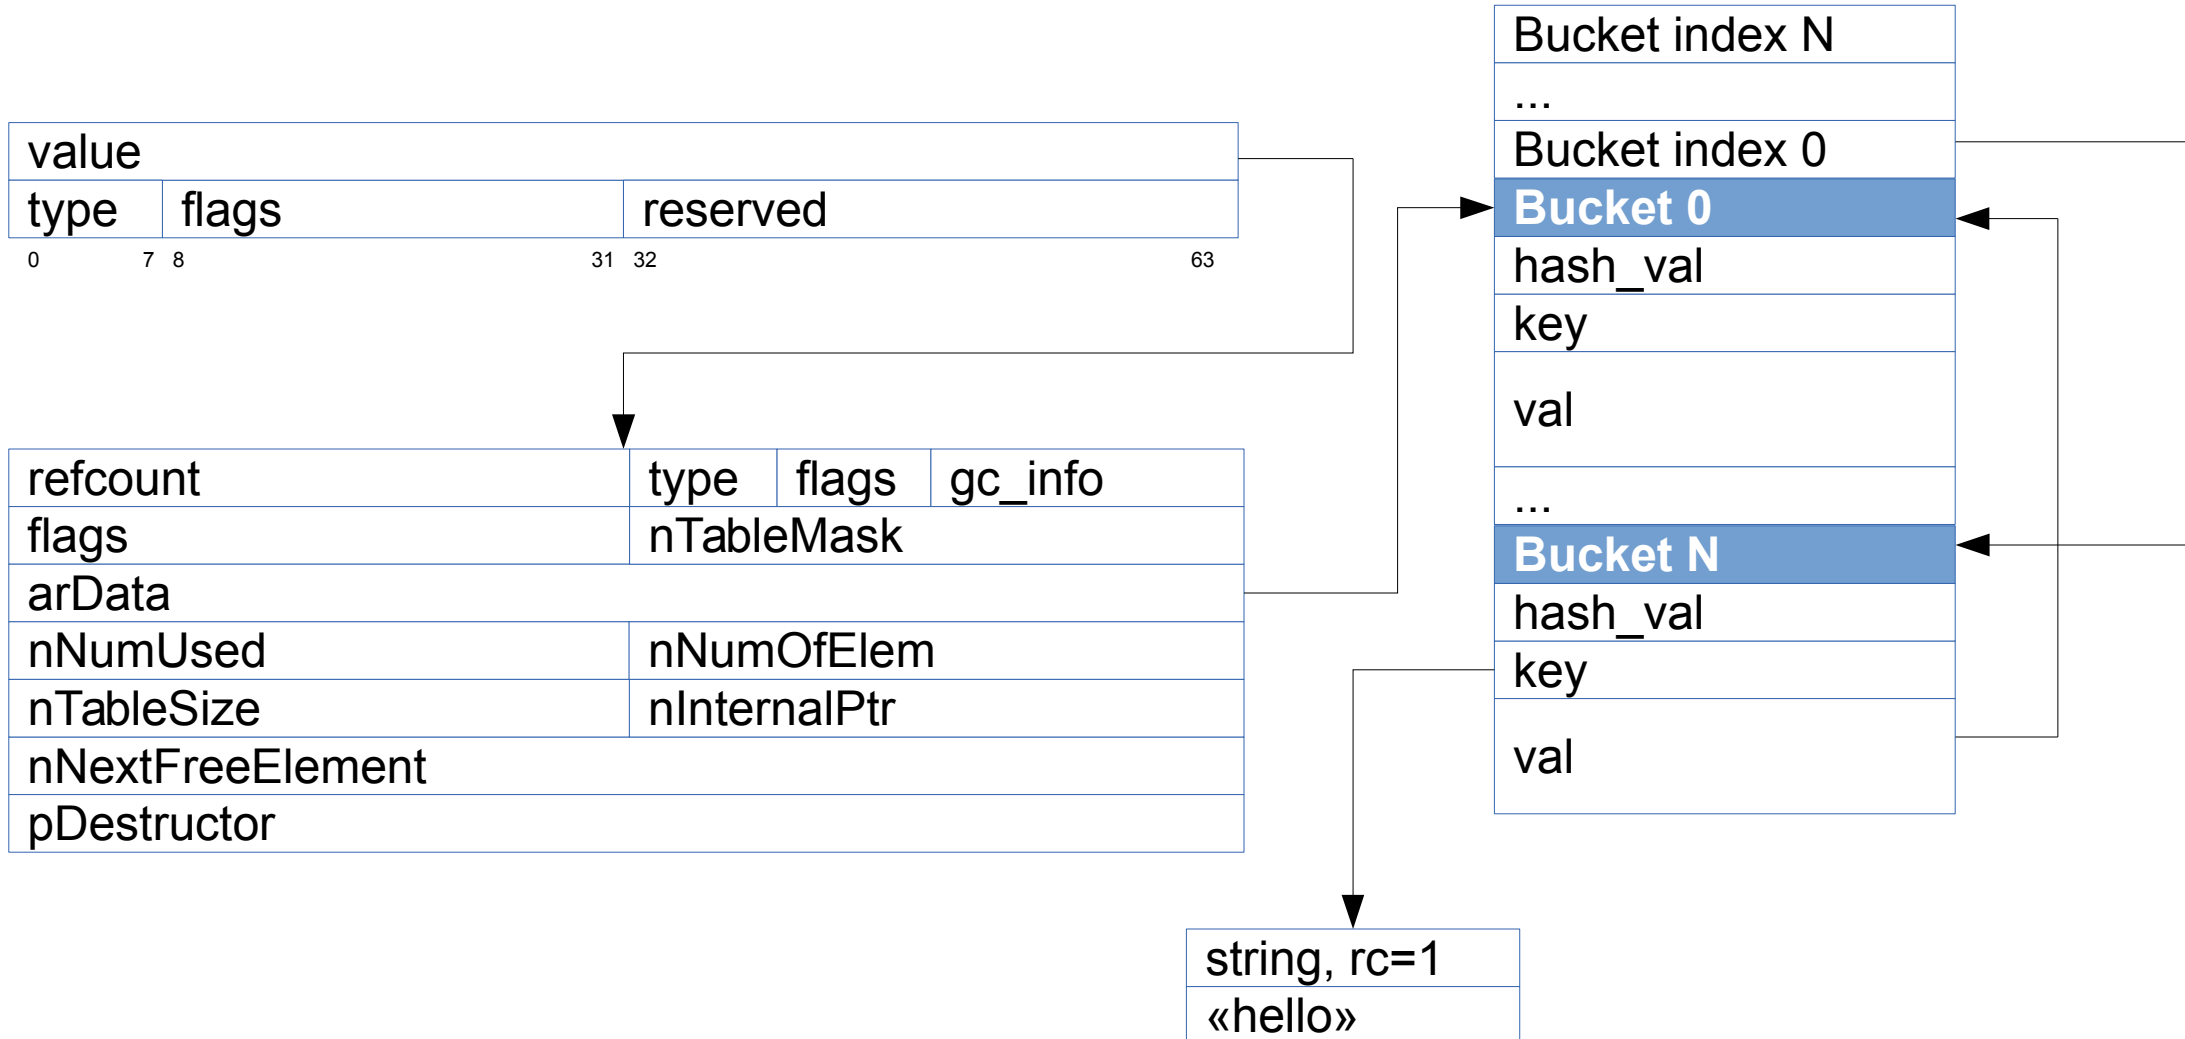 value
type flags reserved
0 7 8 31 32 63
refcount type flags gc_info
flags nTableMask
arData
nNumUsed nNumOfElem
nTableSize nInternalPtr
nNextFreeElement
pDestructor
Bucket index N
...
Bucket index 0
Bucket 0
hash_val
key
val
...
Bucket N
hash_val
key
val
string, rc=1
«hello»